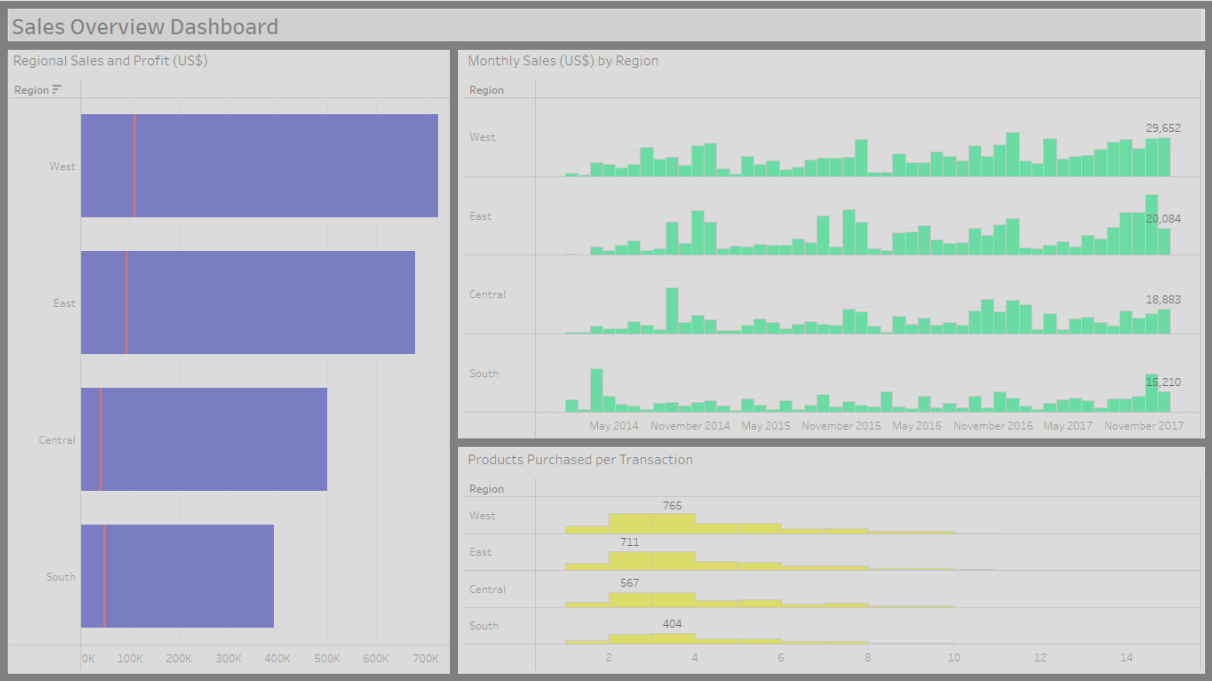 Sales Overview Dashboard
Regional Sales and Profit (US$)
Region
West
East
Central
South
0K 100K 200K 300K 400K 500K 600K 700K
Monthly Sales (US$) by Region
Region
West
29,652
East
20,084
Central
18,883
South
15,210
May 2014 November 2014 May 2015 November 2015 May 2016 November 2016 May 2017 November 2017
Products Purchased per Transaction
Region
765
West
711
East
567
Central
404
South
2 4 6 8 10 12 14